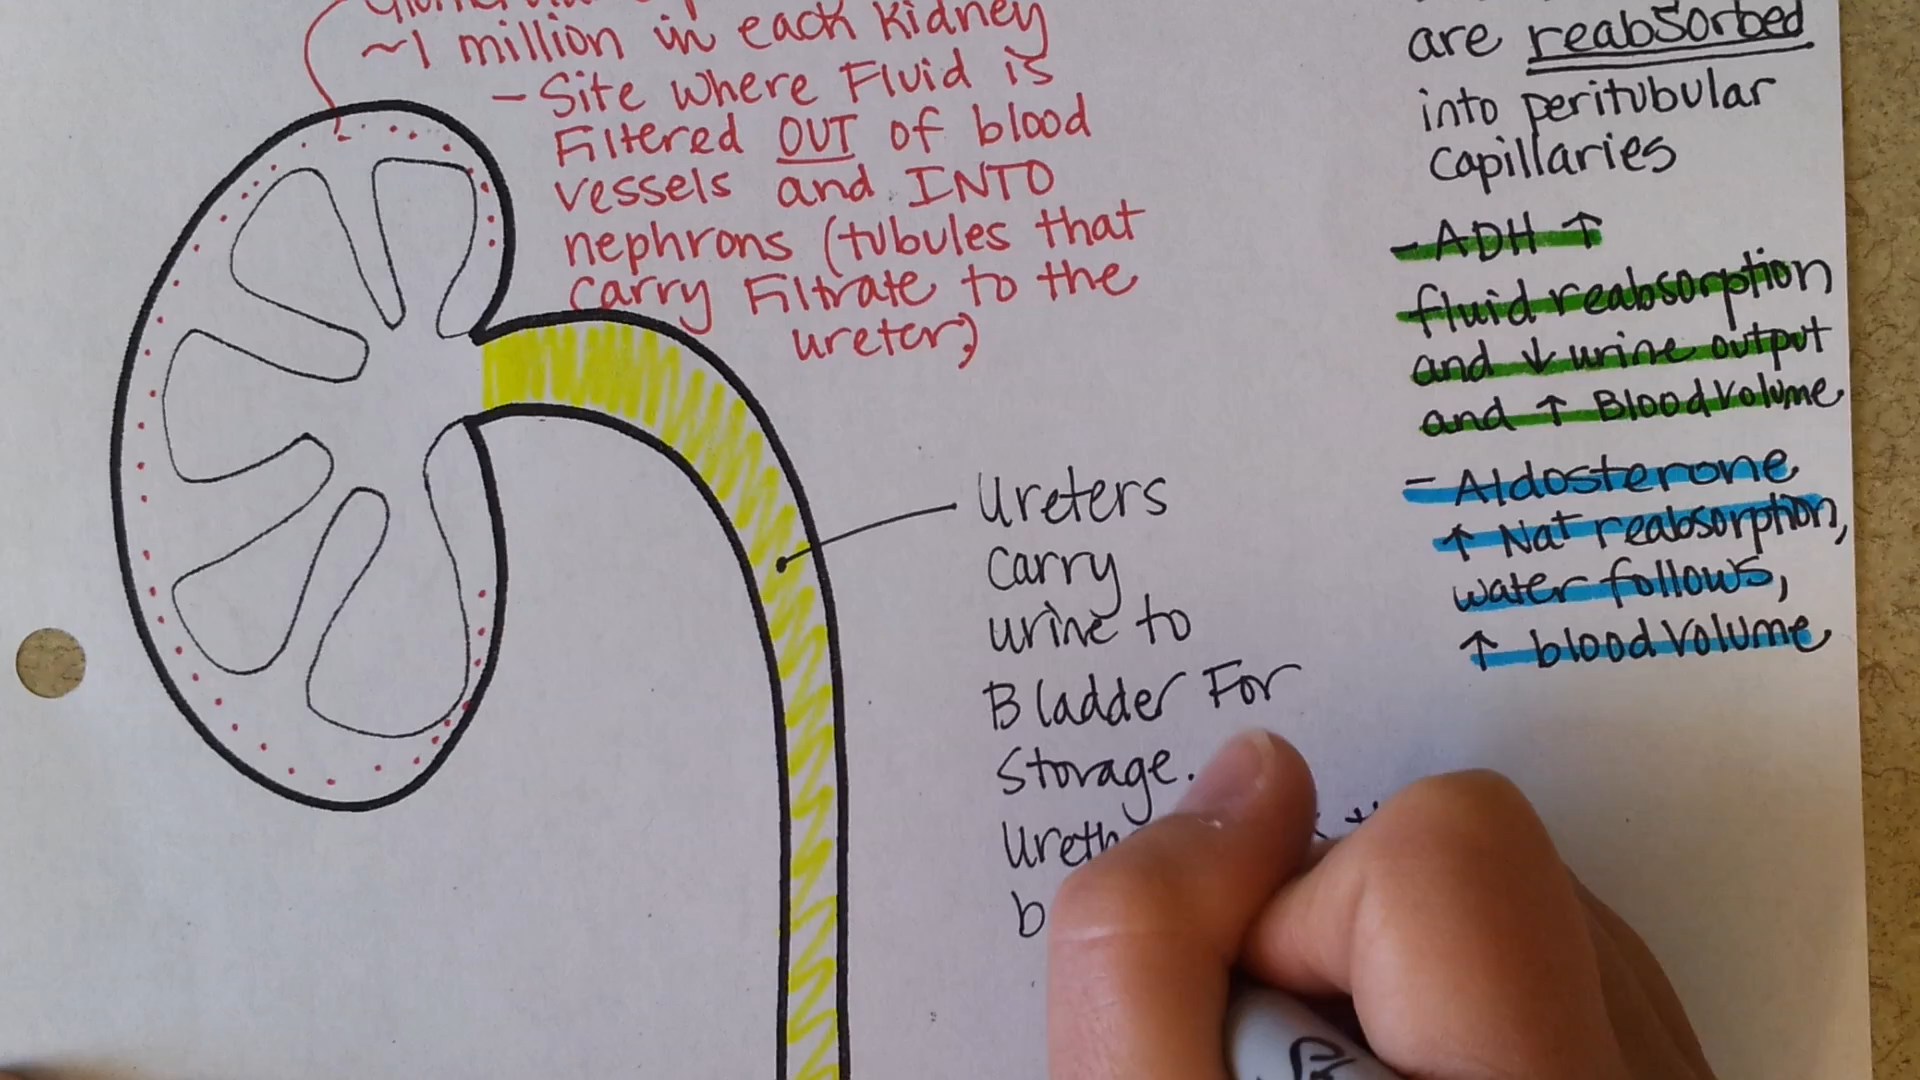 ~1 million in each kidney
- Site where Fluid is
Filtered OUT of blood
vessels and INTO
nephrons (tubules that
carry Filtrate to the
ureter)
Ureters
Carry
urine to
Bladder For
Storage.
Ureth
b
are reabsorbed
into peritubular
Capillaries
- ADH ↑
fluid reabsorption
and ↓ urine output
and ↑ Blood Volume
- Aldosterone
↑ Na+ reabsorption,
water follows,
↑ blood volume